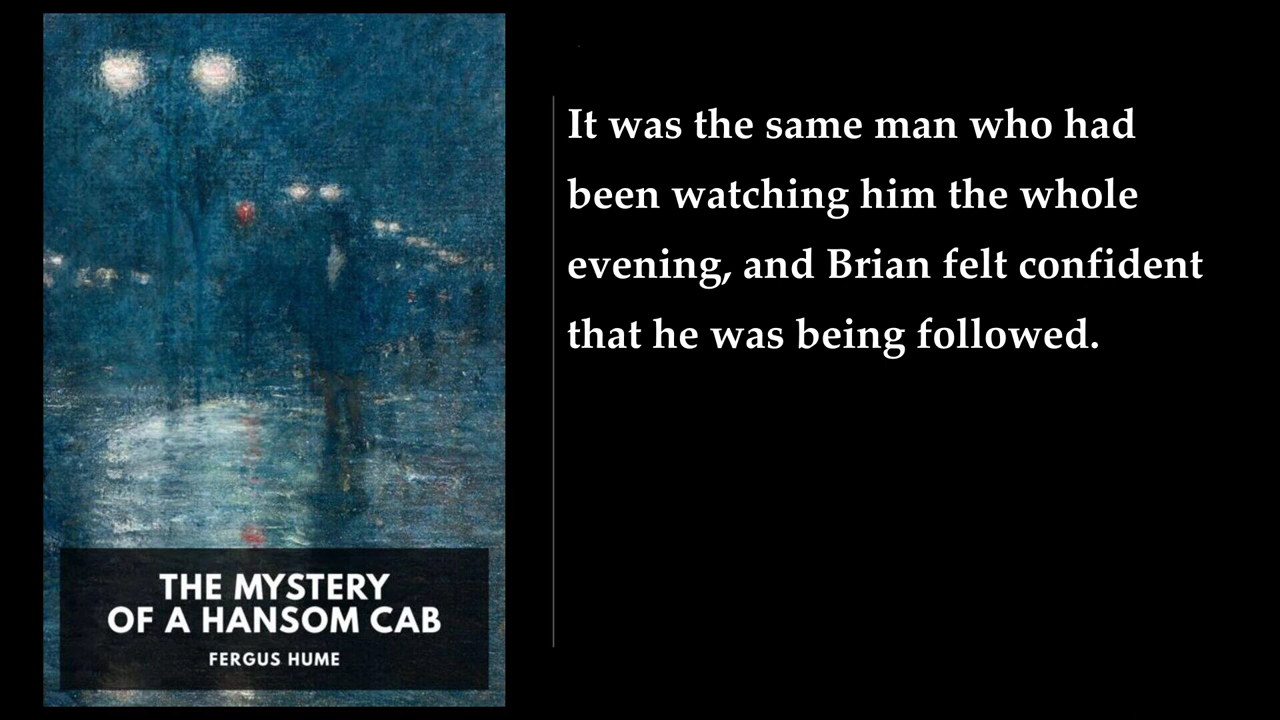 It was the same man who had
been watching him the whole
evening, and Brian felt confident
that he was being followed.
THE MYSTERY
OF A HANSOM CAB
FERGUS HUME